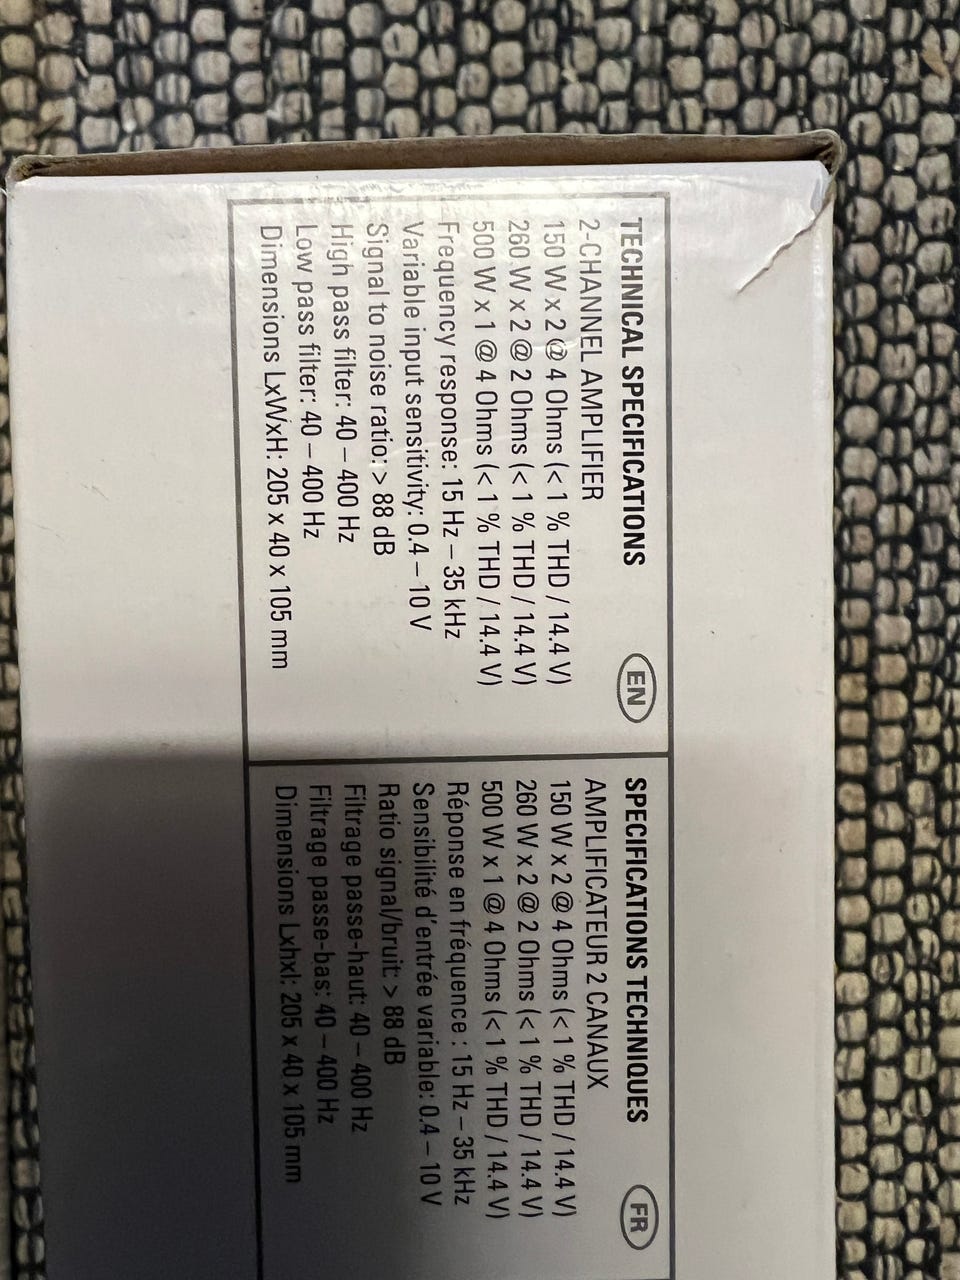 TECHNICAL SPECIFICATIONS
EN
2-CHANNEL AMPLIFIER
150 W x 2 @ 4 Ohms (< 1 % THD / 14.4 V)
260 W x 2 @ 2 Ohms (< 1 % THD / 14.4 V)
500 W x 1 @ 4 Ohms (< 1 % THD / 14.4 V)
Frequency response: 15 Hz – 35 kHz
Variable input sensitivity: 0.4 – 10 V
Signal to noise ratio: > 88 dB
High pass filter: 40 – 400 Hz
Low pass filter: 40 – 400 Hz
Dimensions LxWxH: 205 x 40 x 105 mm
SPECIFICATIONS TECHNIQUES
FR
AMPLIFICATEUR 2 CANAUX
150 W x 2 @ 4 Ohms (< 1 % THD / 14.4 V)
260 W x 2 @ 2 Ohms (< 1 % THD / 14.4 V)
500 W x 1 @ 4 Ohms (< 1 % THD / 14.4 V)
Réponse en fréquence : 15 Hz – 35 kHz
Sensibilité d'entrée variable: 0.4 – 10 V
Ratio signal/bruit: > 88 dB
Filtrage passe-haut: 40 – 400 Hz
Filtrage passe-bas: 40 – 400 Hz
Dimensions Lxhxl: 205 x 40 x 105 mm